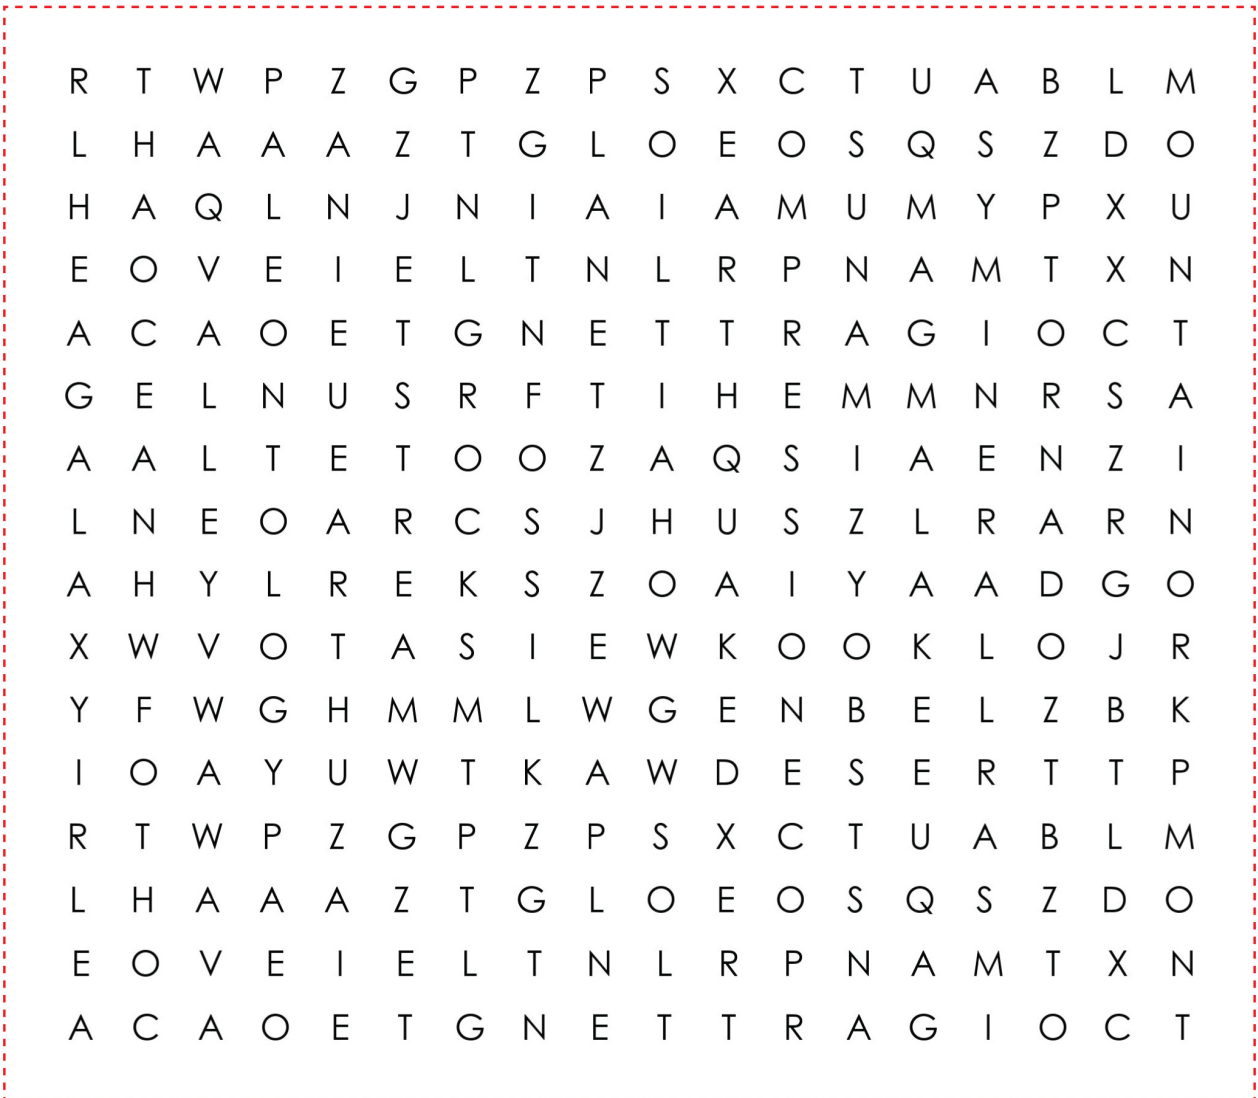 R T W P Z G P Z P S X C T U A B L M
L H A A A Z T G L O E O S Q S Z D O
H A Q L N J N I A I A M U M Y P X U
E O V E I E L T N L R P N A M T X N
A C A O E T G N E T T R A G I O C T
G E L N U S R F T I H E M M N R S A
A A L T E T O O Z A Q S I A E N Z I
L N E O A R C S J H U S Z L R A R N
A H Y L R E K S Z O A I Y A A D G O
X W V O T A S I E W K O O K L O J R
Y F W G H M M L W G E N B E L Z B K
I O A Y U W T K A W D E S E R T T P
R T W P Z G P Z P S X C T U A B L M
L H A A A Z T G L O E O S Q S Z D O
E O V E I E L T N L R P N A M T X N
A C A O E T G N E T T R A G I O C T